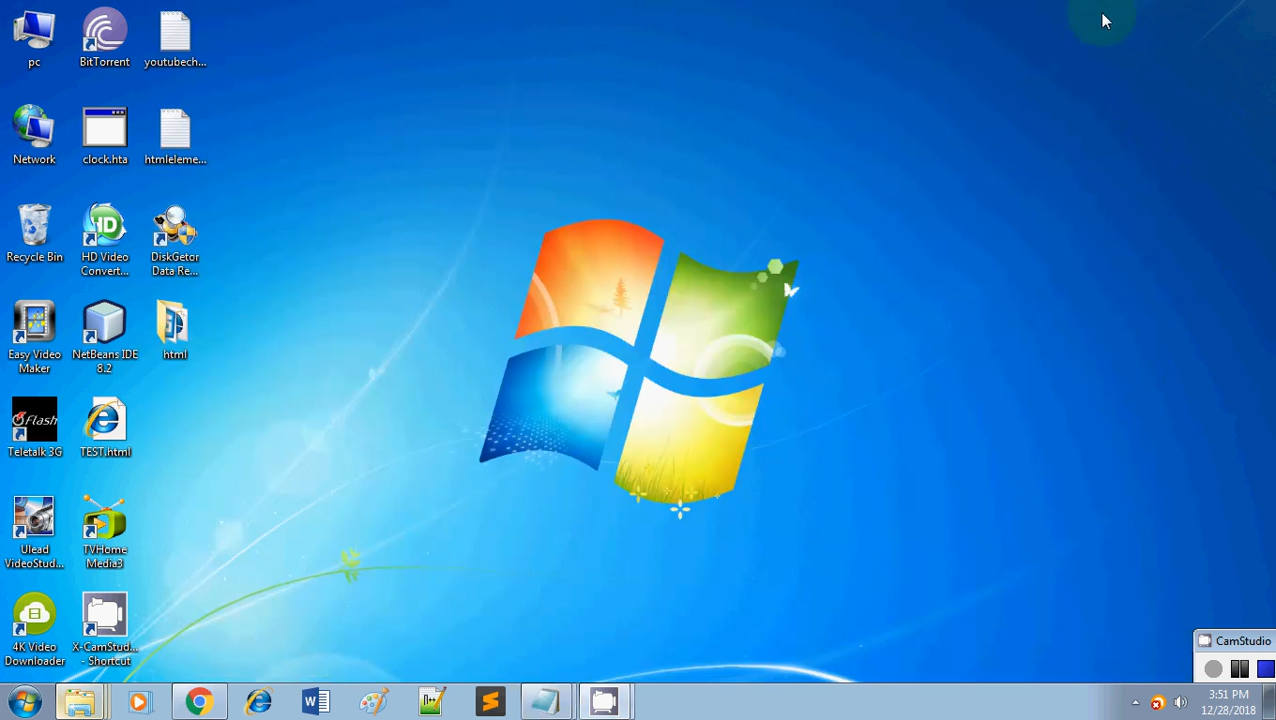 pc
BitTorrent
youtubech...
Network
clock.hta
htmleleme...
Recycle Bin
HD
HD Video
Convert...
DiskGetor
Data Re...
Easy Video
Maker
NetBeans IDE
8.2
html
Flash
Teletalk 3G
TEST.html
Ulead
VideoStud...
TVHome
Media3
4K Video
Downloader
X-CamStud...
- Shortcut
CamStudio
3:51 PM
12/28/2018